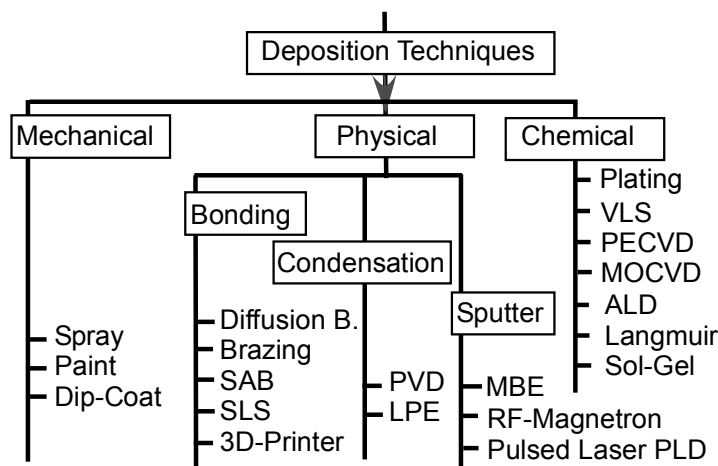 Deposition Techniques
Mechanical
Physical
Chemical
Spray
Paint
Dip-Coat
Bonding
Diffusion B.
Brazing
SAB
SLS
3D-Printer
Condensation
PVD
LPE
Sputter
MBE
RF-Magnetron
Pulsed Laser PLD
Plating
VLS
PECVD
MOCVD
ALD
Langmuir
Sol-Gel